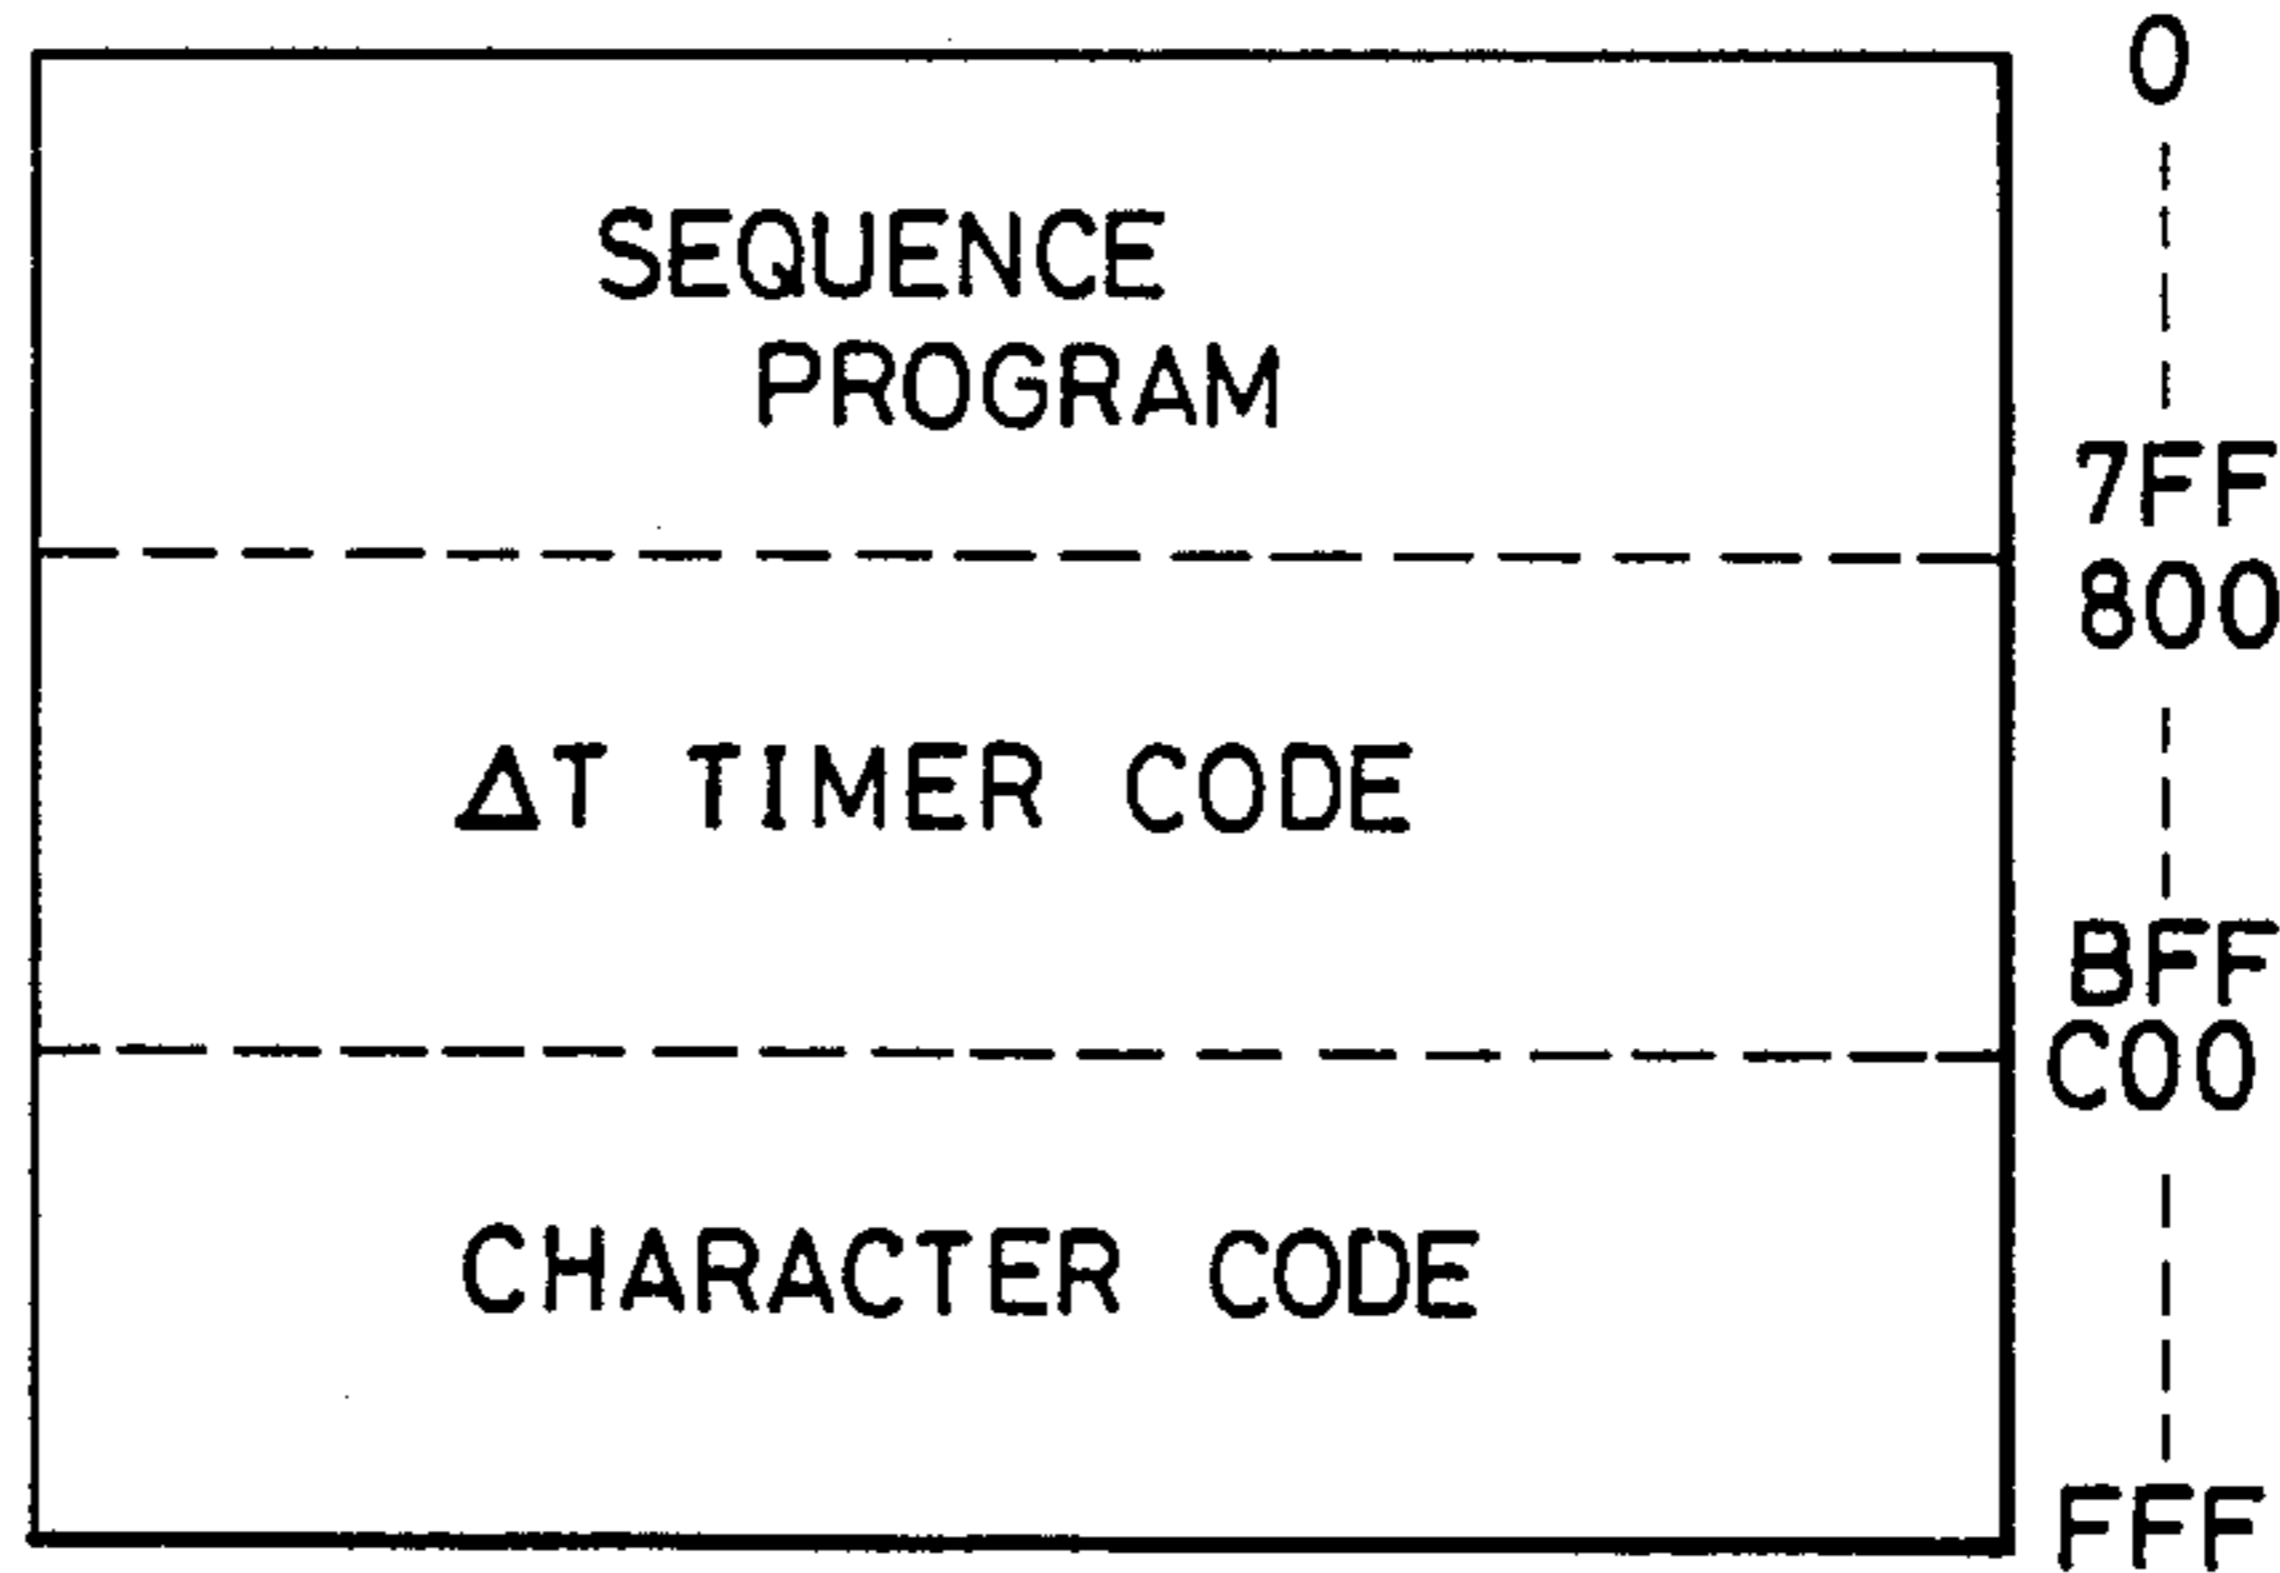 0
SEQUENCE
PROGRAM
7FF
800
ΔT TIMER CODE
BFF
C00
CHARACTER CODE
FFF